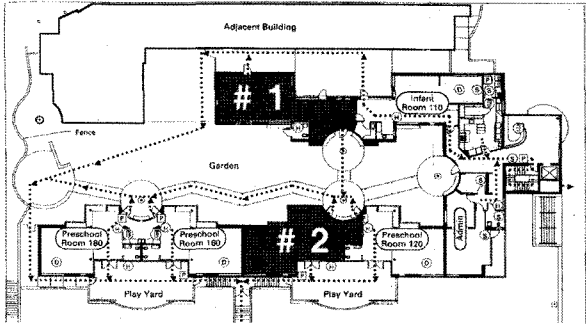 Adjacent Building
# 1
Infant
Room 110
Fence
Garden
Preschool
Room 180
Preschool
Room 160
# 2
Preschool
Room 120
Admin
Play Yard
Play Yard